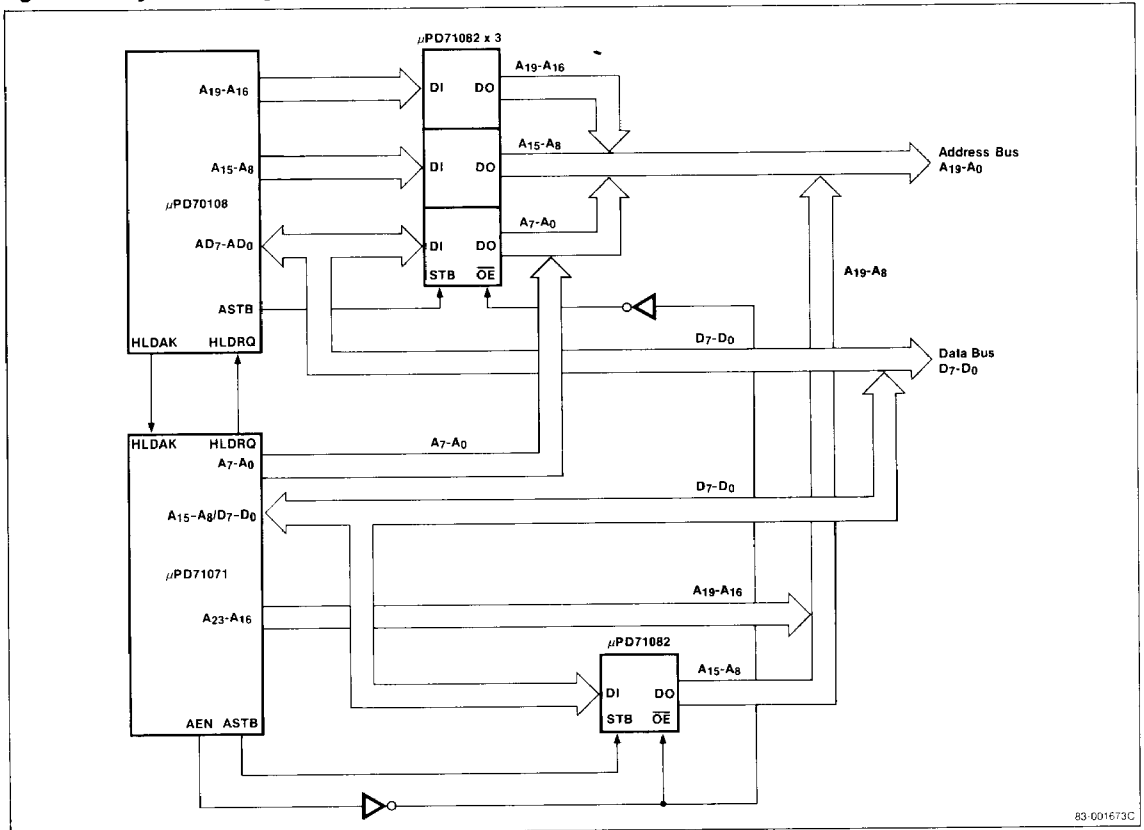 μPD71082 x 3
A19-A16
DI DO
A19-A16
A15-A8
DI DO
A15-A8
Address Bus
A19-A0
μPD70108
A7-A0
AD7-AD0
DI DO
STB OE
A19-A8
ASTB
D7-D0
Data Bus
D7-D0
HLDAK HLDRQ
HLDAK HLDRQ
A7-A0
A7-A0
D7-D0
A15-A8/D7-D0
μPD71071
A19-A16
A23-A16
μPD71082
A15-A8
DI DO
STB OE
AEN ASTB
83-001673C